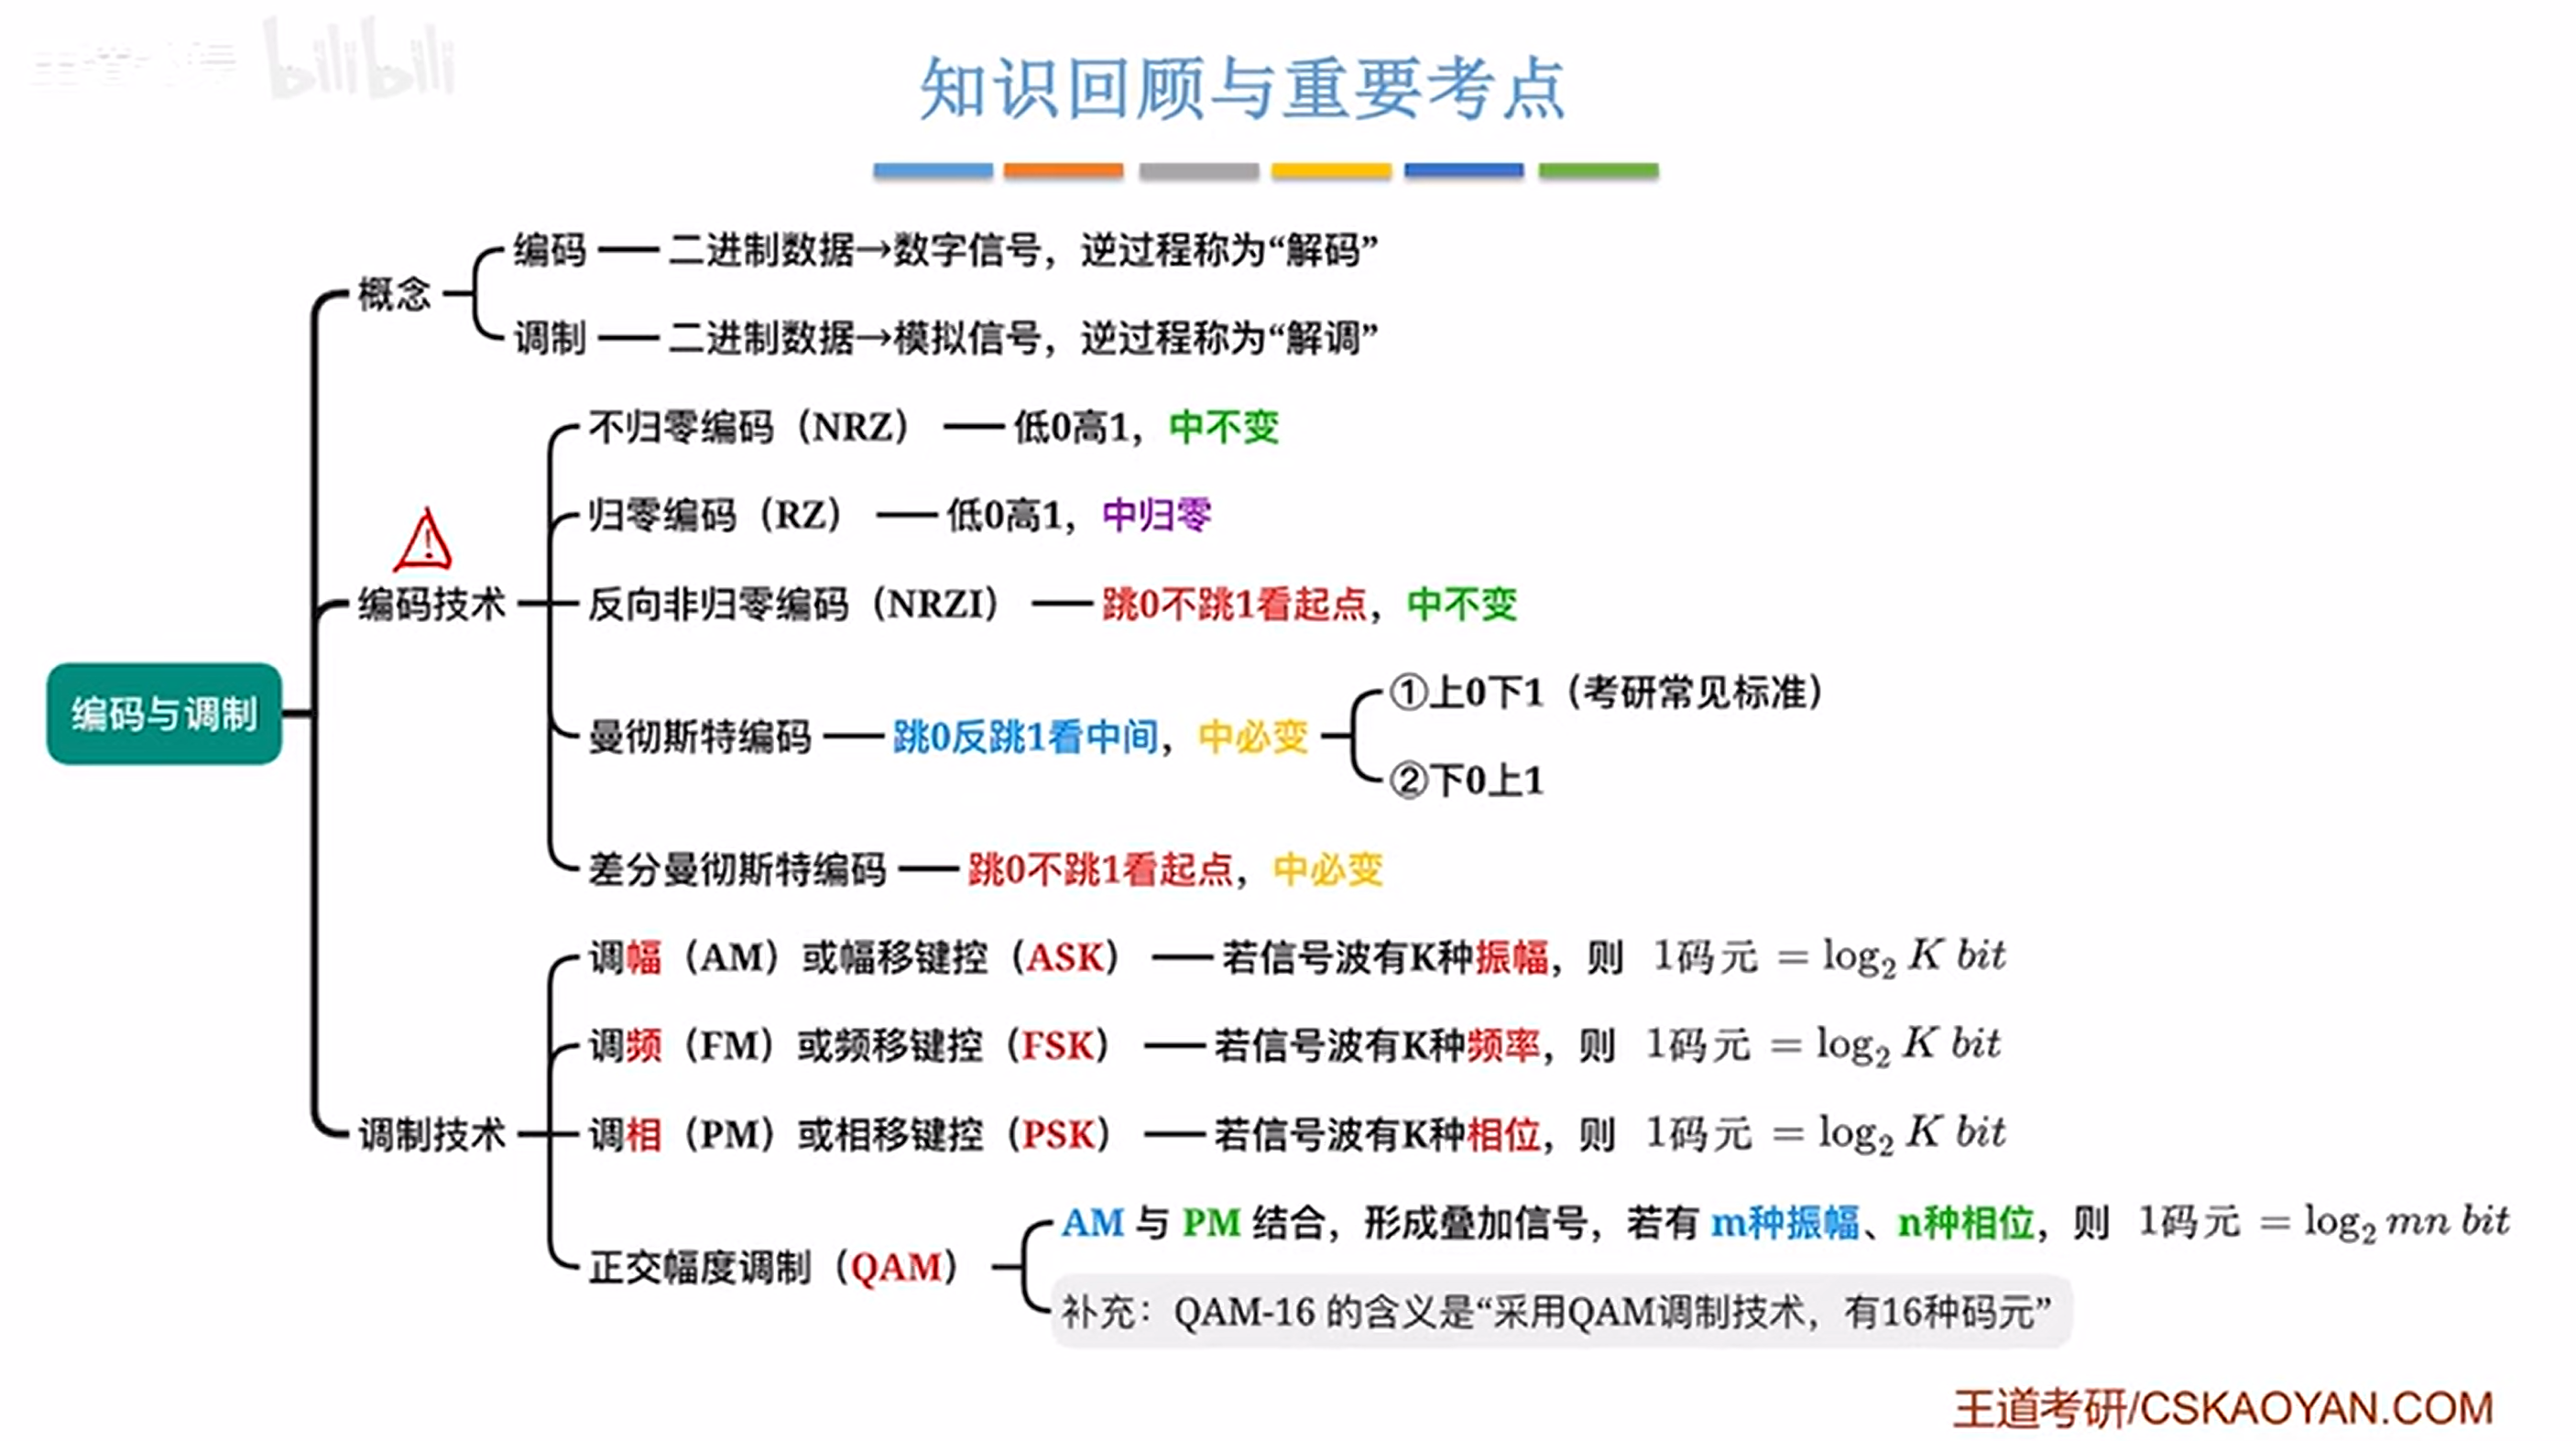 bilibili
知识回顾与重要考点
编码与调制
概念
编码 二进制数据→数字信号，逆过程称为“解码”
调制 二进制数据→模拟信号，逆过程称为“解调”
编码技术
不归零编码（NRZ） 低0高1，中不变
归零编码（RZ） 低0高1，中归零
反向非归零编码（NRZI） 跳0不跳1看起点，中不变
曼彻斯特编码 跳0反跳1看中间，中必变
①上0下1（考研常见标准）
②下0上1
差分曼彻斯特编码 跳0不跳1看起点，中必变
调制技术
调幅（AM）或幅移键控（ASK） 若信号波有K种振幅，则 1码元 = log₂ K bit
调频（FM）或频移键控（FSK） 若信号波有K种频率，则 1码元 = log₂ K bit
调相（PM）或相移键控（PSK） 若信号波有K种相位，则 1码元 = log₂ K bit
正交幅度调制（QAM）
AM 与 PM 结合，形成叠加信号，若有 m种振幅、n种相位，则 1码元 = log₂ mn bit
补充：QAM-16 的含义是“采用QAM调制技术，有16种码元”
王道考研/CSKAOYAN.COM